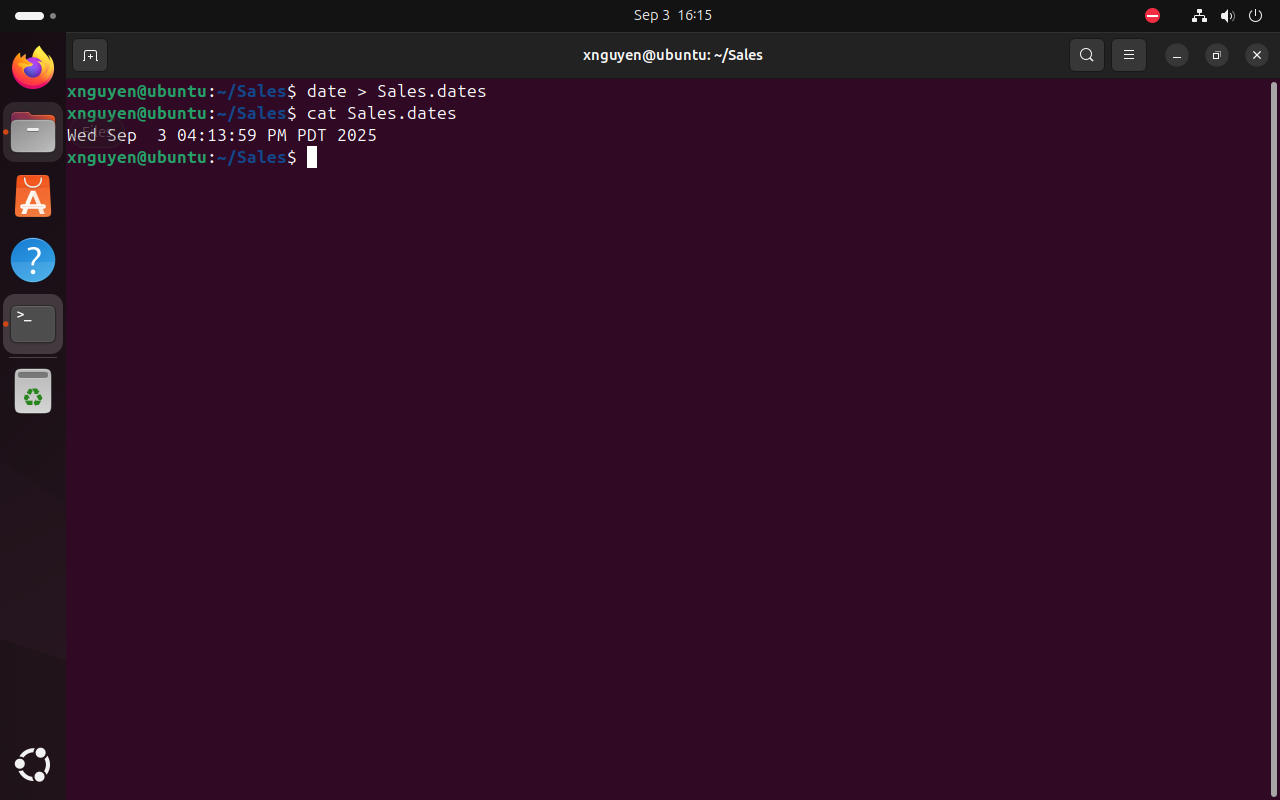 Sep 3 16:15
xnguyen@ubuntu: ~/Sales
xnguyen@ubuntu:~/Sales$ date > Sales.dates
xnguyen@ubuntu:~/Sales$ cat Sales.dates
Files
Wed Sep  3 04:13:59 PM PDT 2025
xnguyen@ubuntu:~/Sales$